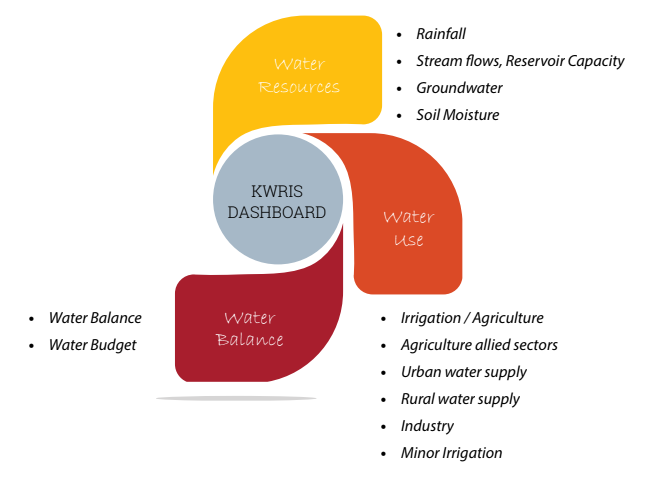 Water
Resources
• Rainfall
• Stream flows, Reservoir Capacity
• Groundwater
• Soil Moisture
KWRIS
DASHBOARD
Water
Use
Water
Balance
• Water Balance
• Water Budget
• Irrigation / Agriculture
• Agriculture allied sectors
• Urban water supply
• Rural water supply
• Industry
• Minor Irrigation